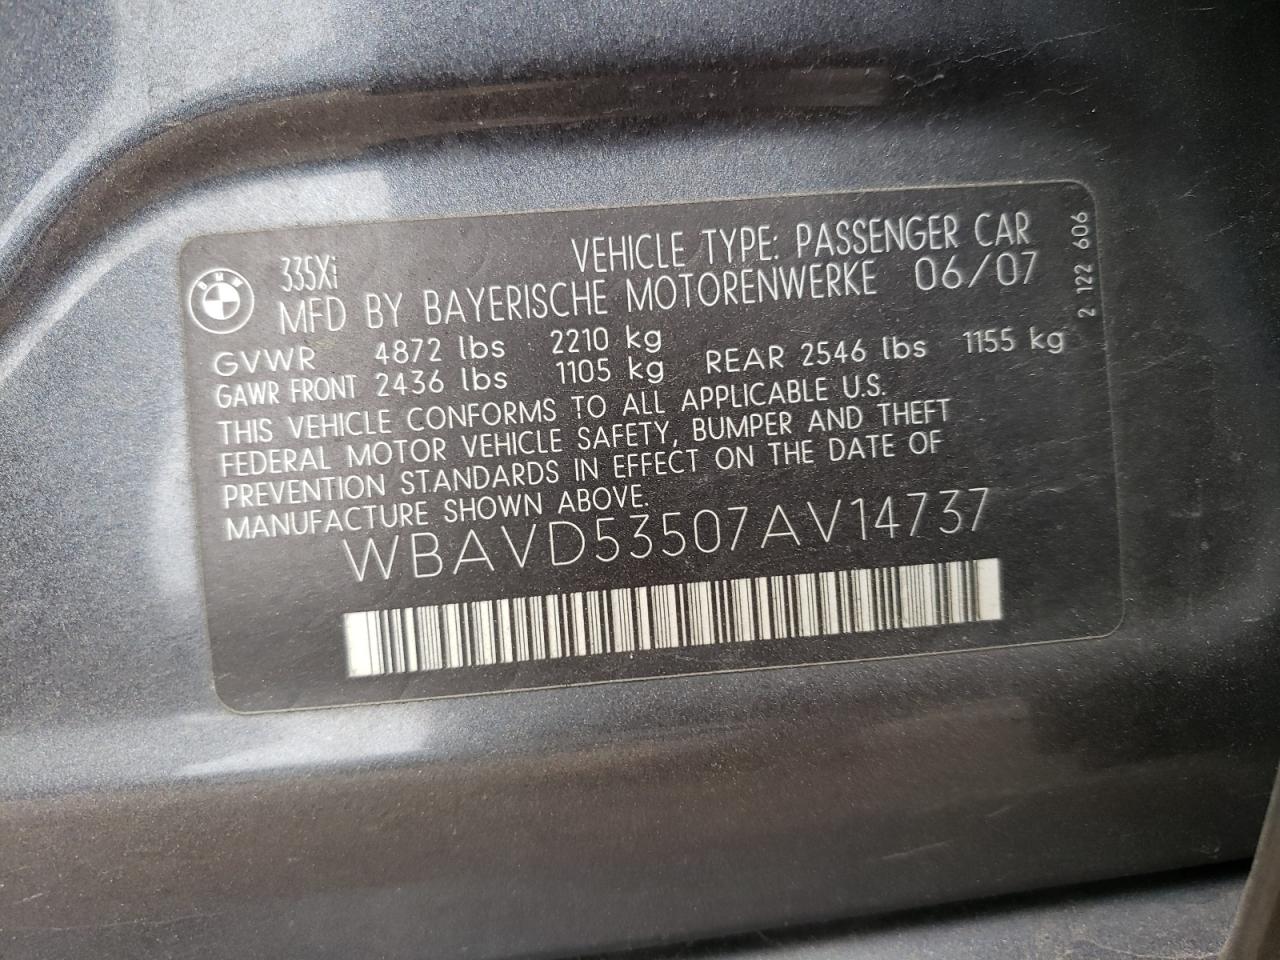 335Xi VEHICLE TYPE: PASSENGER CAR
MFD BY BAYERISCHE MOTORENWERKE 06/07
GVWR 4872 lbs 2210 kg
GAWR FRONT 2436 lbs 1105 kg REAR 2546 lbs 1155 kg
THIS VEHICLE CONFORMS TO ALL APPLICABLE U.S.
FEDERAL MOTOR VEHICLE SAFETY, BUMPER AND THEFT
PREVENTION STANDARDS IN EFFECT ON THE DATE OF
MANUFACTURE SHOWN ABOVE.
WBAVD53507AV14737
2 122 606